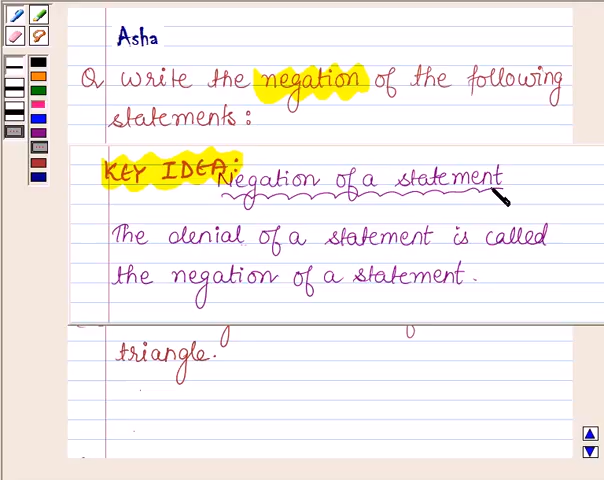 Asha
Q Write the negation of the following
statements:
KEY IDEA: Negation of a statement
The denial of a statement is called
the negation of a statement.
triangle.